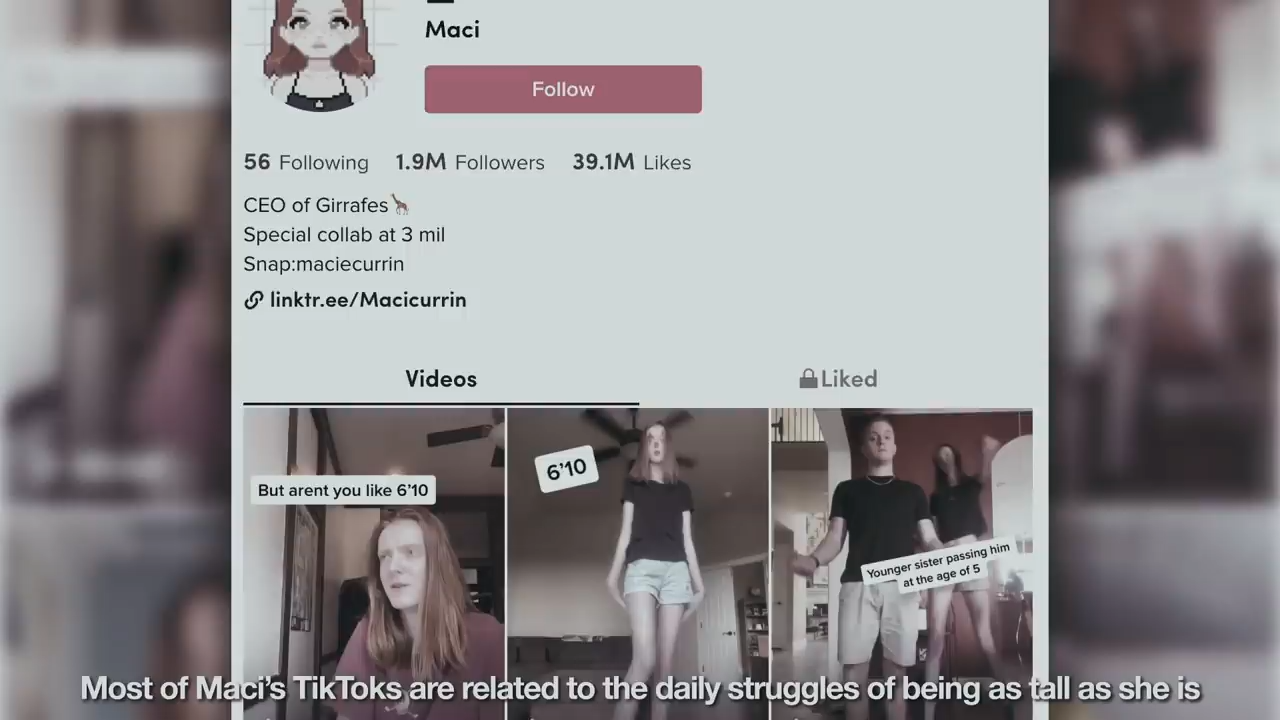 Maci
Follow
56 Following 1.9M Followers 39.1M Likes
CEO of Girrafes🦒
Special collab at 3 mil
Snap:maciecurrin
linktr.ee/Macicurrin
Videos Liked
But arent you like 6'10
6'10
Younger sister passing him
at the age of 5
Most of Maci's TikToks are related to the daily struggles of being as tall as she is